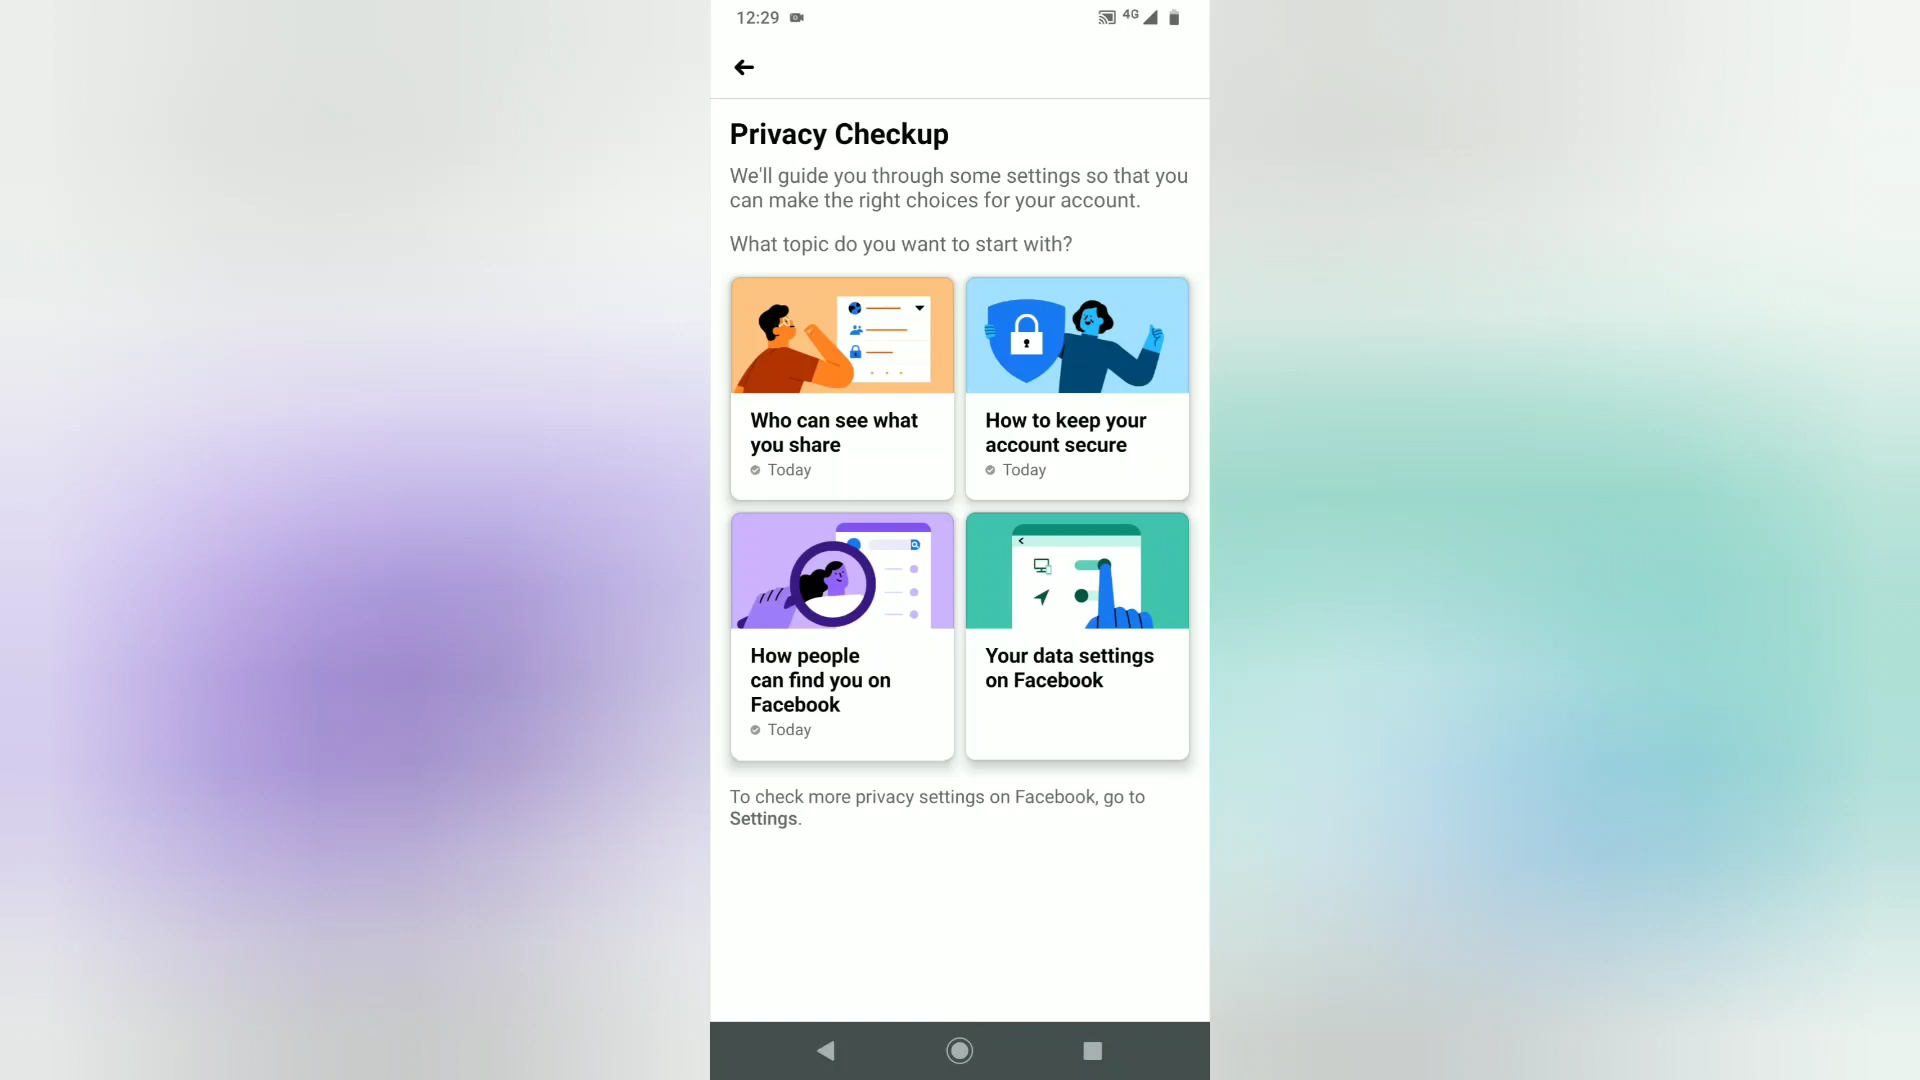 12:29
4G
Privacy Checkup
We'll guide you through some settings so that you
can make the right choices for your account.
What topic do you want to start with?
Who can see what
you share
Today
How to keep your
account secure
Today
How people
can find you on
Facebook
Today
Your data settings
on Facebook
To check more privacy settings on Facebook, go to
Settings.